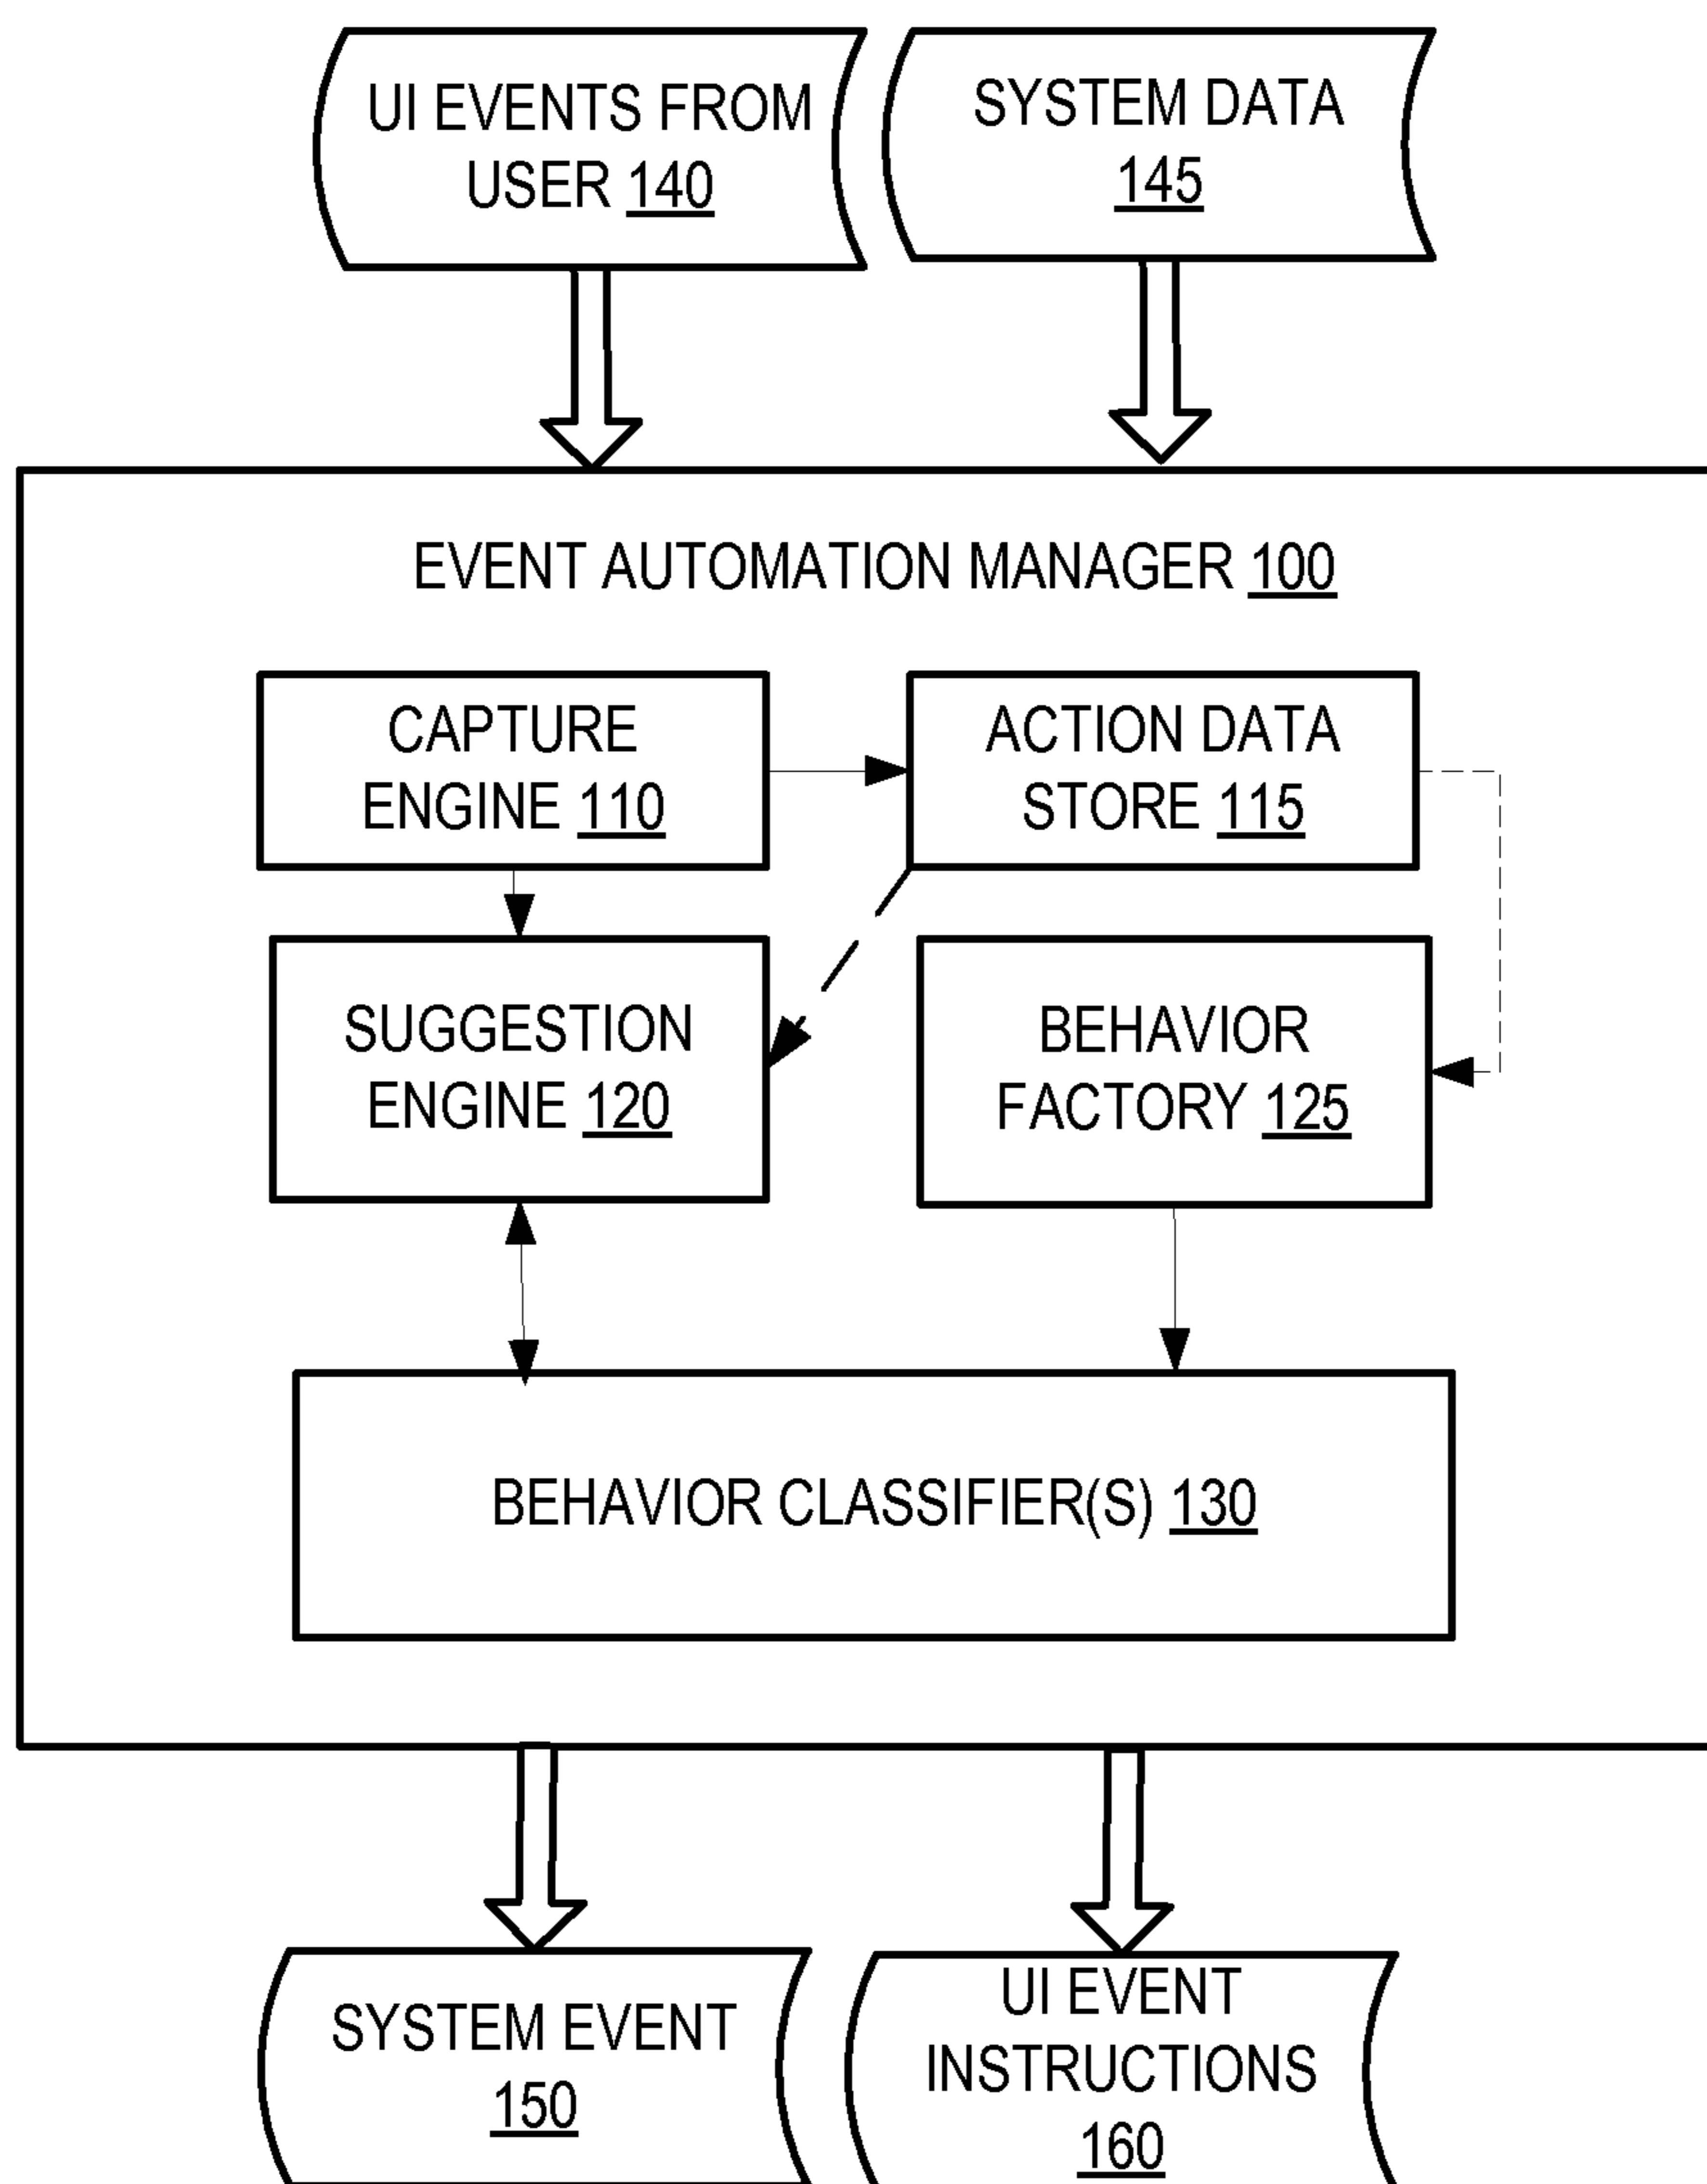 UI EVENTS FROM
USER 140
SYSTEM DATA
145
EVENT AUTOMATION MANAGER 100
CAPTURE
ENGINE 110
ACTION DATA
STORE 115
SUGGESTION
ENGINE 120
BEHAVIOR
FACTORY 125
BEHAVIOR CLASSIFIER(S) 130
SYSTEM EVENT
150
UI EVENT
INSTRUCTIONS
160